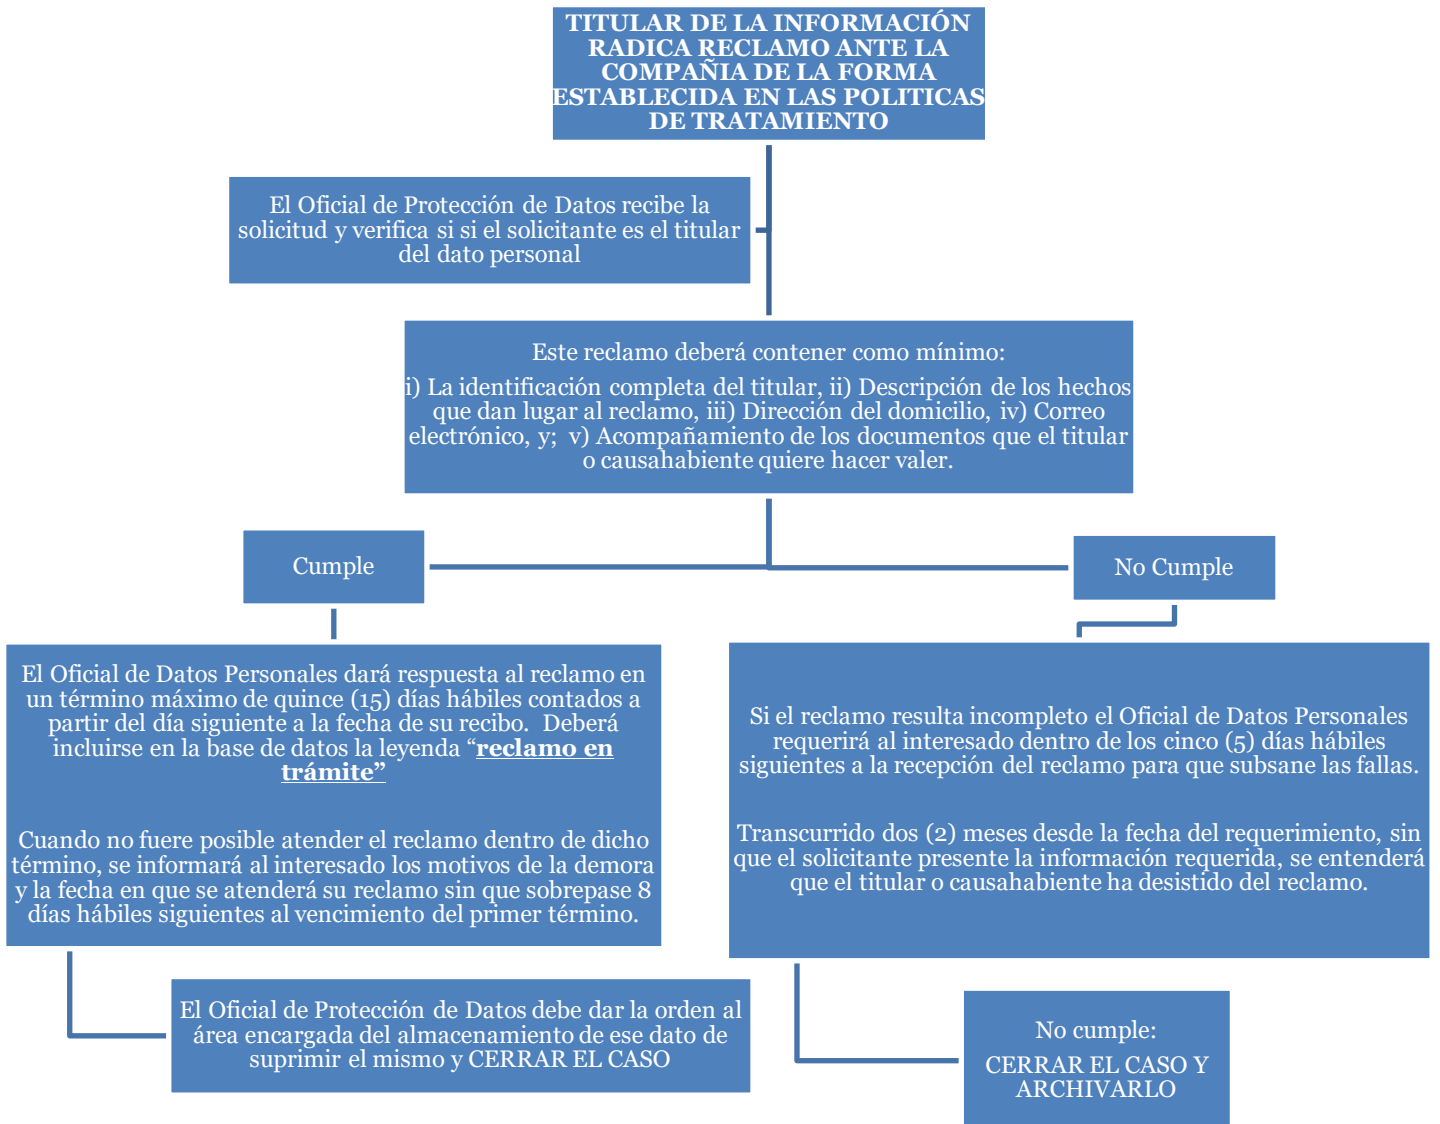 TITULAR DE LA INFORMACIÓN
RADICA RECLAMO ANTE LA
COMPAÑIA DE LA FORMA
ESTABLECIDA EN LAS POLITICAS
DE TRATAMIENTO
El Oficial de Protección de Datos recibe la
solicitud y verifica si si el solicitante es el titular
del dato personal
Este reclamo deberá contener como mínimo:
i) La identificación completa del titular, ii) Descripción de los hechos
que dan lugar al reclamo, iii) Dirección del domicilio, iv) Correo
electrónico, y; v) Acompañamiento de los documentos que el titular
o causahabiente quiere hacer valer.
Cumple
No Cumple
El Oficial de Datos Personales dará respuesta al reclamo en
un término máximo de quince (15) días hábiles contados a
partir del día siguiente a la fecha de su recibo. Deberá
incluirse en la base de datos la leyenda “reclamo en
trámite”
Cuando no fuere posible atender el reclamo dentro de dicho
término, se informará al interesado los motivos de la demora
y la fecha en que se atenderá su reclamo sin que sobrepase 8
días hábiles siguientes al vencimiento del primer término.
Si el reclamo resulta incompleto el Oficial de Datos Personales
requerirá al interesado dentro de los cinco (5) días hábiles
siguientes a la recepción del reclamo para que subsane las fallas.
Transcurrido dos (2) meses desde la fecha del requerimiento, sin
que el solicitante presente la información requerida, se entenderá
que el titular o causahabiente ha desistido del reclamo.
El Oficial de Protección de Datos debe dar la orden al
área encargada del almacenamiento de ese dato de
suprimir el mismo y CERRAR EL CASO
No cumple:
CERRAR EL CASO Y
ARCHIVARLO